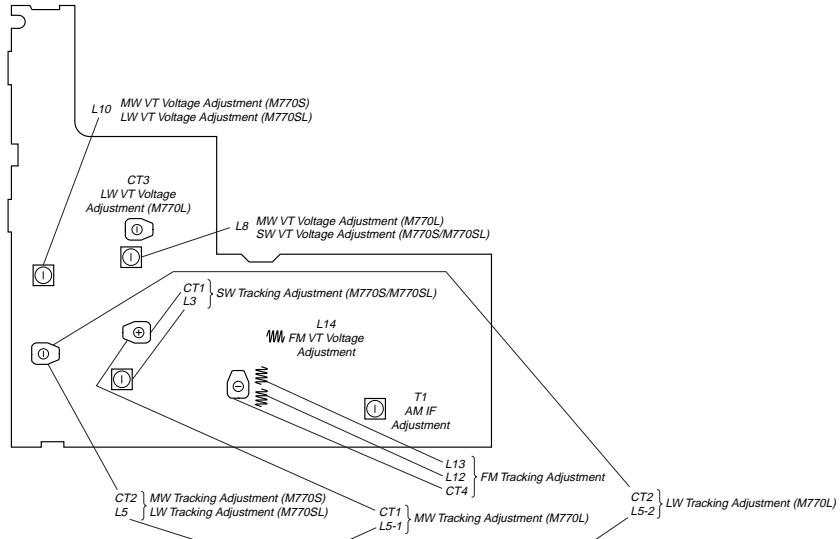 L10 MW VT Voltage Adjustment (M770S)
LW VT Voltage Adjustment (M770SL)
CT3
LW VT Voltage
Adjustment (M770L)
L8 MW VT Voltage Adjustment (M770L)
SW VT Voltage Adjustment (M770S/M770SL)
CT1
L3
SW Tracking Adjustment (M770S/M770SL)
L14
FM VT Voltage
Adjustment
T1
AM IF
Adjustment
L13
L12
CT4
FM Tracking Adjustment
CT2 MW Tracking Adjustment (M770S)
L5 LW Tracking Adjustment (M770SL)
CT1
L5-1
MW Tracking Adjustment (M770L)
CT2
L5-2
LW Tracking Adjustment (M770L)